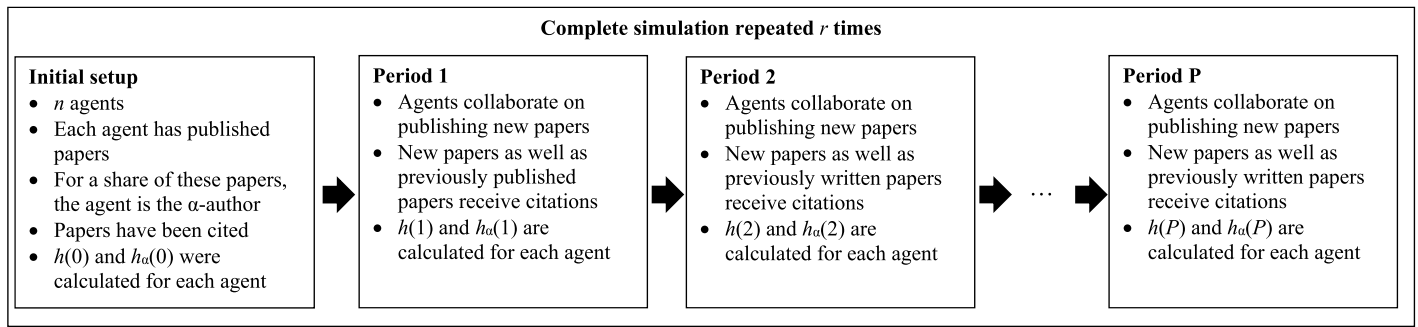 Complete simulation repeated r times
Initial setup
• n agents
• Each agent has published
papers
• For a share of these papers,
the agent is the α-author
• Papers have been cited
• h(0) and hα(0) were
calculated for each agent
Period 1
• Agents collaborate on
publishing new papers
• New papers as well as
previously published
papers receive citations
• h(1) and hα(1) are
calculated for each agent
Period 2
• Agents collaborate on
publishing new papers
• New papers as well as
previously written papers
receive citations
• h(2) and hα(2) are
calculated for each agent
…
Period P
• Agents collaborate on
publishing new papers
• New papers as well as
previously written papers
receive citations
• h(P) and hα(P) are
calculated for each agent